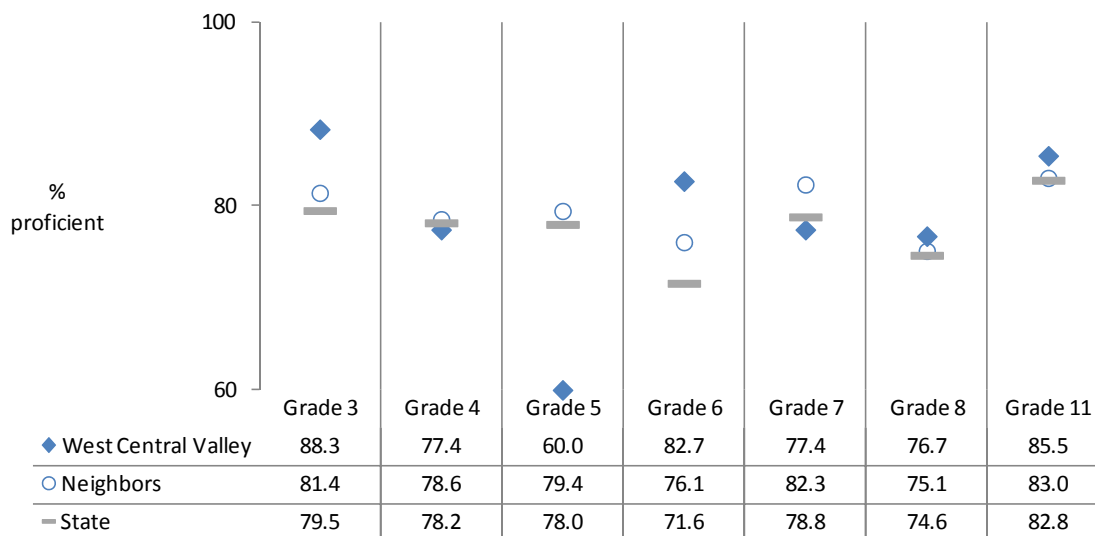 100
80
60
%
proficient
Grade 3 Grade 4 Grade 5 Grade 6 Grade 7 Grade 8 Grade 11
West Central Valley 88.3 77.4 60.0 82.7 77.4 76.7 85.5
Neighbors 81.4 78.6 79.4 76.1 82.3 75.1 83.0
State 79.5 78.2 78.0 71.6 78.8 74.6 82.8